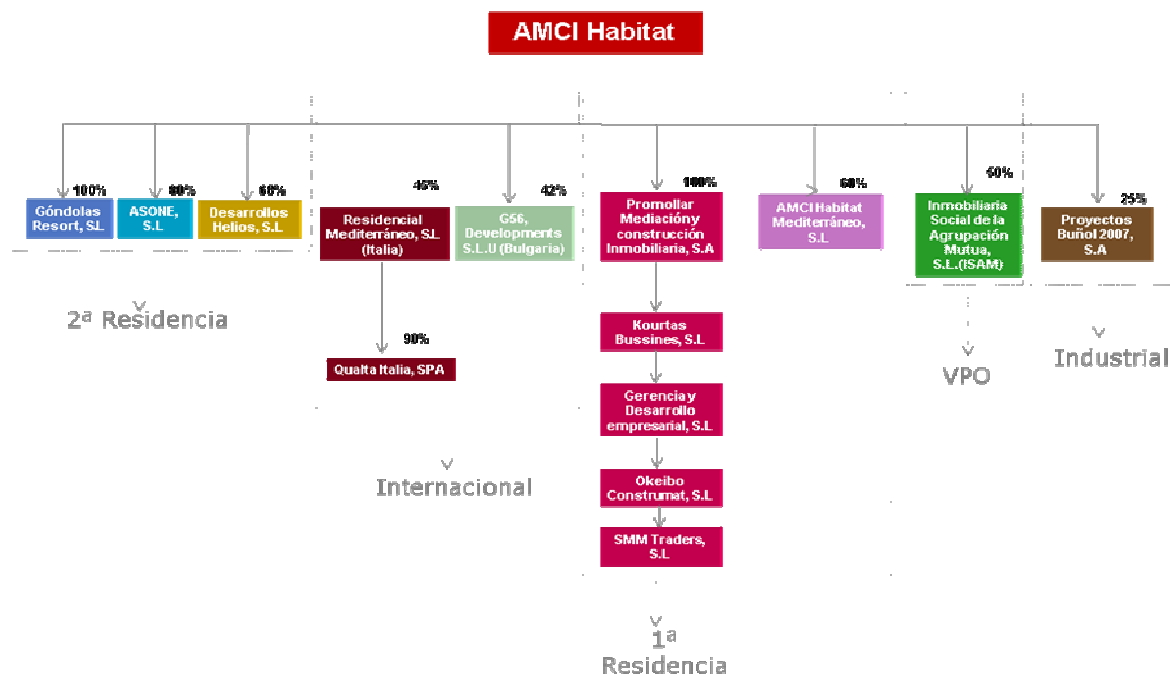 AMCI Habitat
100%
80%
60%
45%
42%
100%
60%
50%
25%
Góndolas
Resort, S.L
ASONE,
S.L
Desarrollos
Helios, S.L
Residencial
Mediterráneo, S.L
(Italia)
G56,
Developments
S.L.U (Bulgaria)
Promollar
Mediación y
construcción
Inmobiliaria, S.A
AMCI Habitat
Mediterráneo,
S.L
Inmobiliaria
Social de la
Agrupación
Mutua,
S.L.(ISAM)
Proyectos
Buñol 2007,
S.A
2ª Residencia
90%
Qualta Italia, SPA
Kourtas
Bussines, S.L
VPO
Industrial
Gerencia y
Desarrollo
empresarial, S.L
Internacional
Okeibo
Construmat, S.L
SMM Traders,
S.L
1ª
Residencia